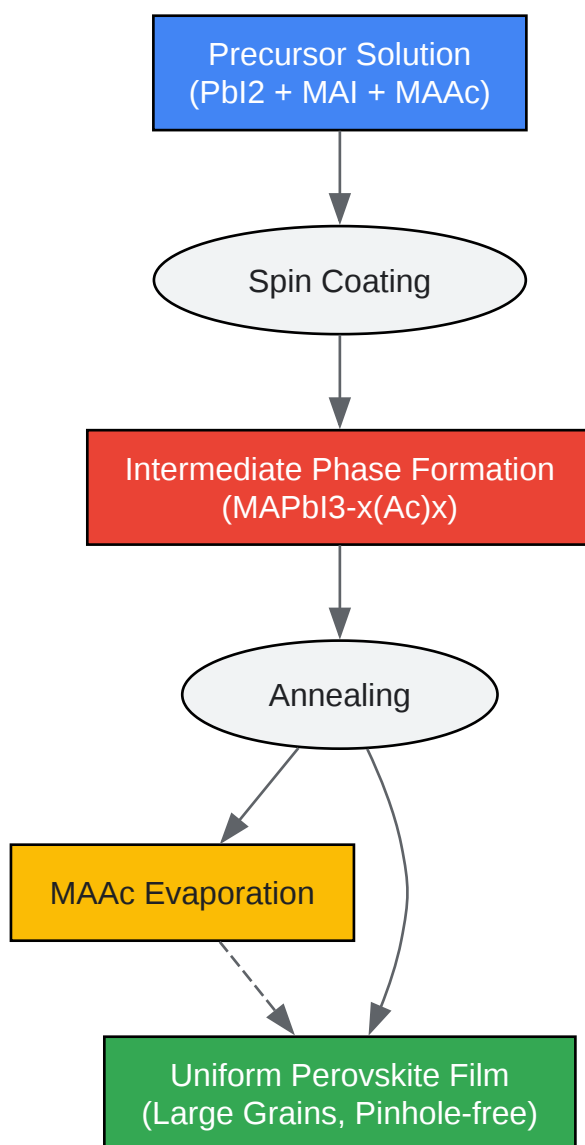 Precursor Solution
(PbI2 + MAI + MAAc)
Spin Coating
Intermediate Phase Formation
(MAPbI3-x(Ac)x)
Annealing
MAAc Evaporation
Uniform Perovskite Film
(Large Grains, Pinhole-free)